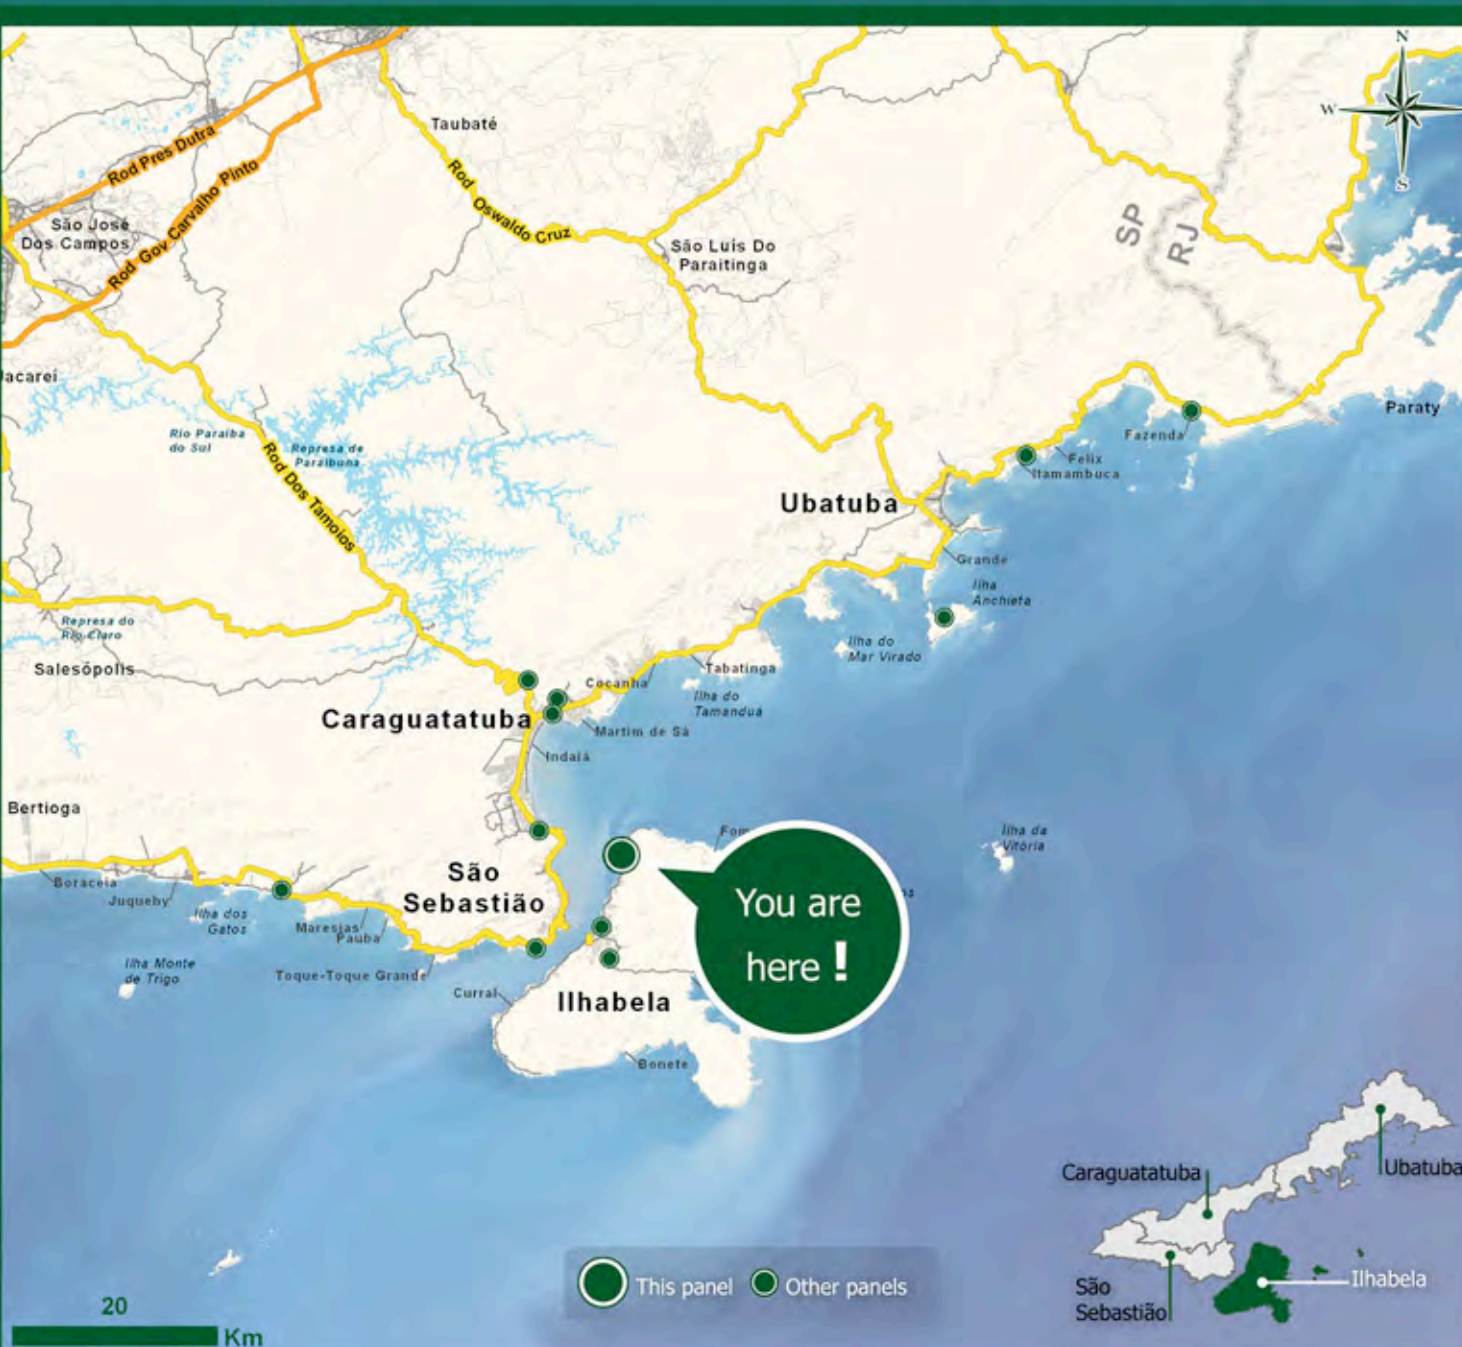 N
W
S
Taubaté
Rod Pres Dutra
Rod Gov Carvalho Pinto
Rod Oswaldo Cruz
São José
Dos Campos
São Luis Do
Paraitinga
SP
RJ
Jacarei
Rio Paraiba
do Sul
Represa de
Paraibuna
Rod Dos Tamoios
Paraty
Fazenda
Felix
Itamambuca
Ubatuba
Grande
Ilha
Anchieta
Represa do
Rio Claro
Salesópolis
Ilha do
Mar Virado
Tabatinga
Cocanha
Ilha do
Tamanduá
Caraguatatuba
Martim de Sá
Indaiá
Bertioga
Ilha da
Vitória
São
Sebastião
You are
here !
Boraceia
Juquehy
Ilha dos
Gatos
Maresias
Pauba
Ilha Monte
de Trigo
Toque-Toque Grande
Curral
Ilhabela
Bonete
Caraguatatuba
Ubatuba
São
Sebastião
Ilhabela
This panel
Other panels
20
Km